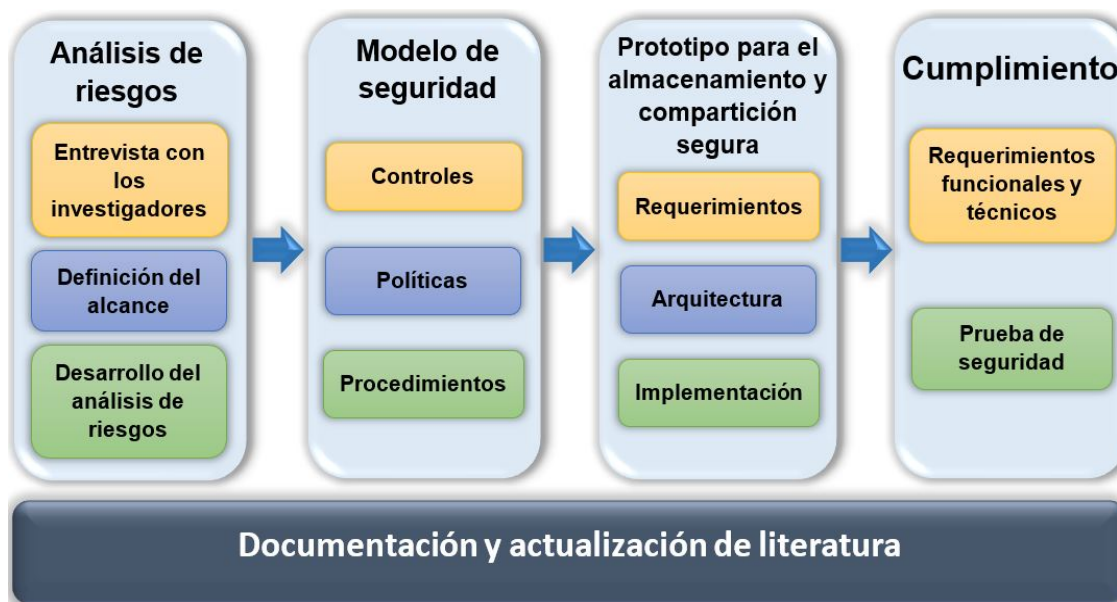 Análisis de
riesgos
Entrevista con
los
investigadores
Definición del
alcance
Desarrollo del
análisis de
riesgos
Modelo de
seguridad
Controles
Políticas
Procedimientos
Prototipo para el
almacenamiento y
compartición
segura
Requerimientos
Arquitectura
Implementación
Cumplimiento
Requerimientos
funcionales y
técnicos
Prueba de
seguridad
Documentación y actualización de literatura